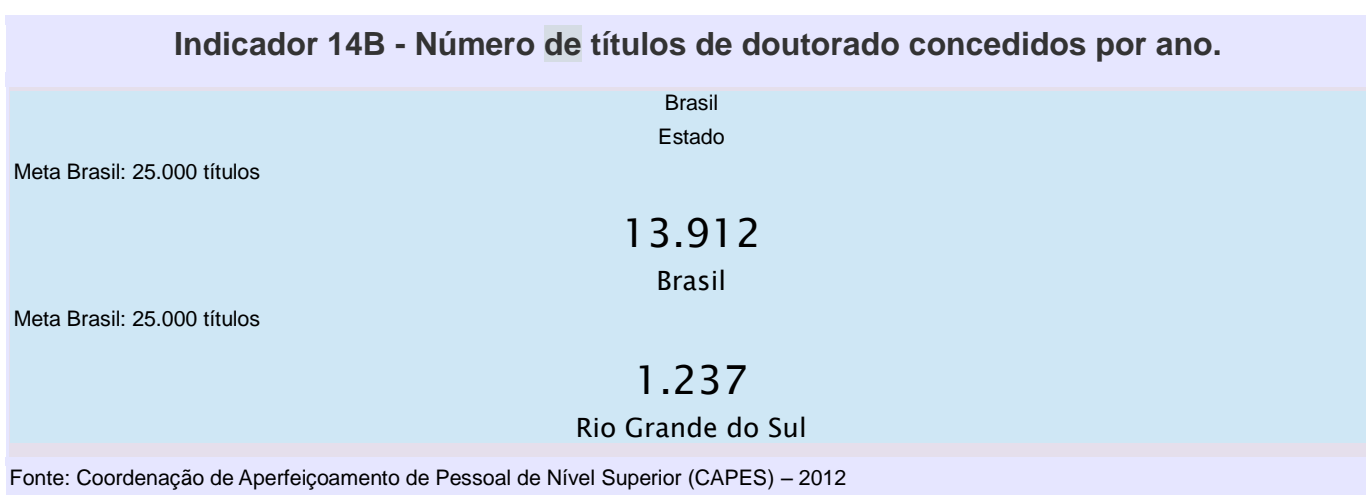 Indicador 14B - Número de títulos de doutorado concedidos por ano.
Brasil
Estado
Meta Brasil: 25.000 títulos
13.912
Brasil
Meta Brasil: 25.000 títulos
1.237
Rio Grande do Sul
Fonte: Coordenação de Aperfeiçoamento de Pessoal de Nível Superior (CAPES) – 2012